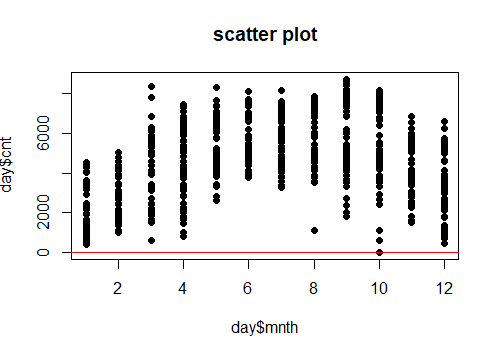 scatter plot
day$cnt
6000
2000
0
2 4 6 8 10 12
day$mnth